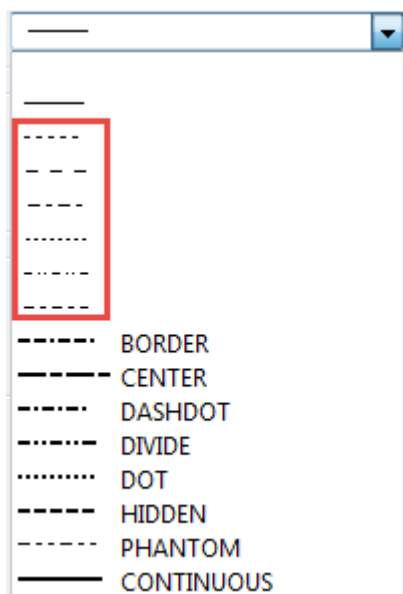 BORDER
CENTER
DASHDOT
DIVIDE
DOT
HIDDEN
PHANTOM
CONTINUOUS